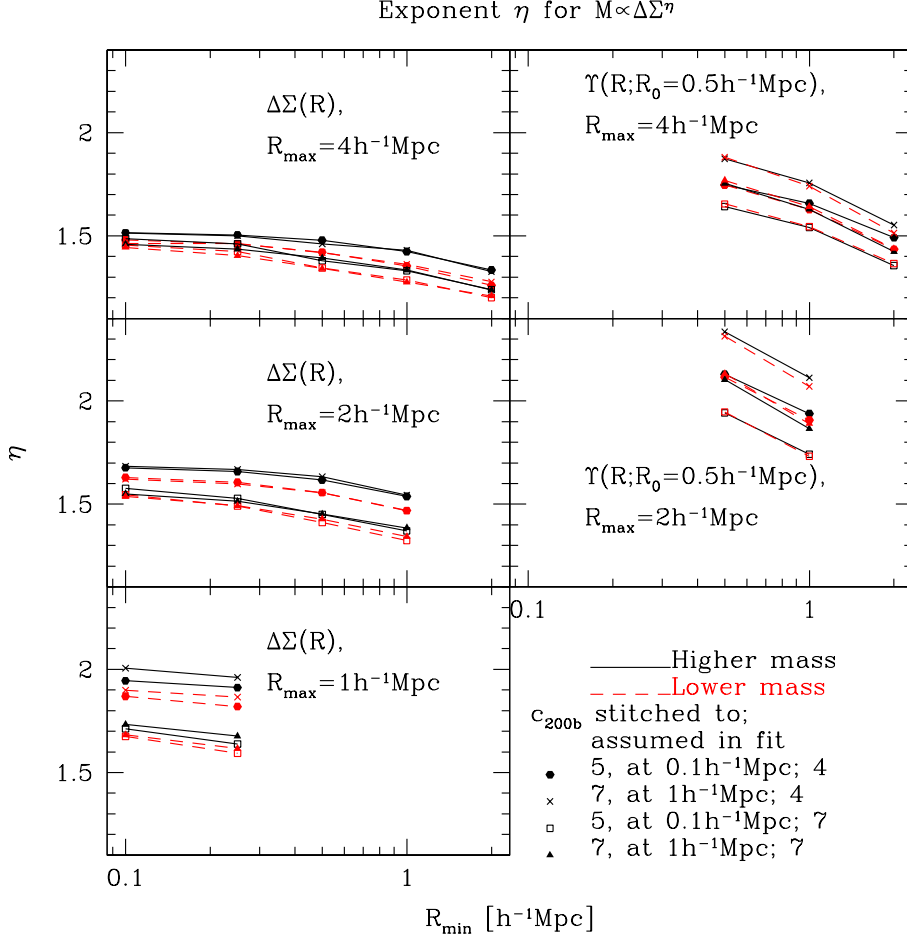 Exponent η for M∝ΔΣ^η
ΔΣ(R),
R_max=4h⁻¹Mpc
ϒ(R;R₀=0.5h⁻¹Mpc),
R_max=4h⁻¹Mpc
2
1.5
ΔΣ(R),
R_max=2h⁻¹Mpc
ϒ(R;R₀=0.5h⁻¹Mpc),
R_max=2h⁻¹Mpc
2
1.5
η
0.1
1
ΔΣ(R),
R_max=1h⁻¹Mpc
2
1.5
Higher mass
Lower mass
c_200b stitched to;
assumed in fit
5, at 0.1h⁻¹Mpc; 4
7, at 1h⁻¹Mpc; 4
5, at 0.1h⁻¹Mpc; 7
7, at 1h⁻¹Mpc; 7
0.1
1
R_min [h⁻¹Mpc]